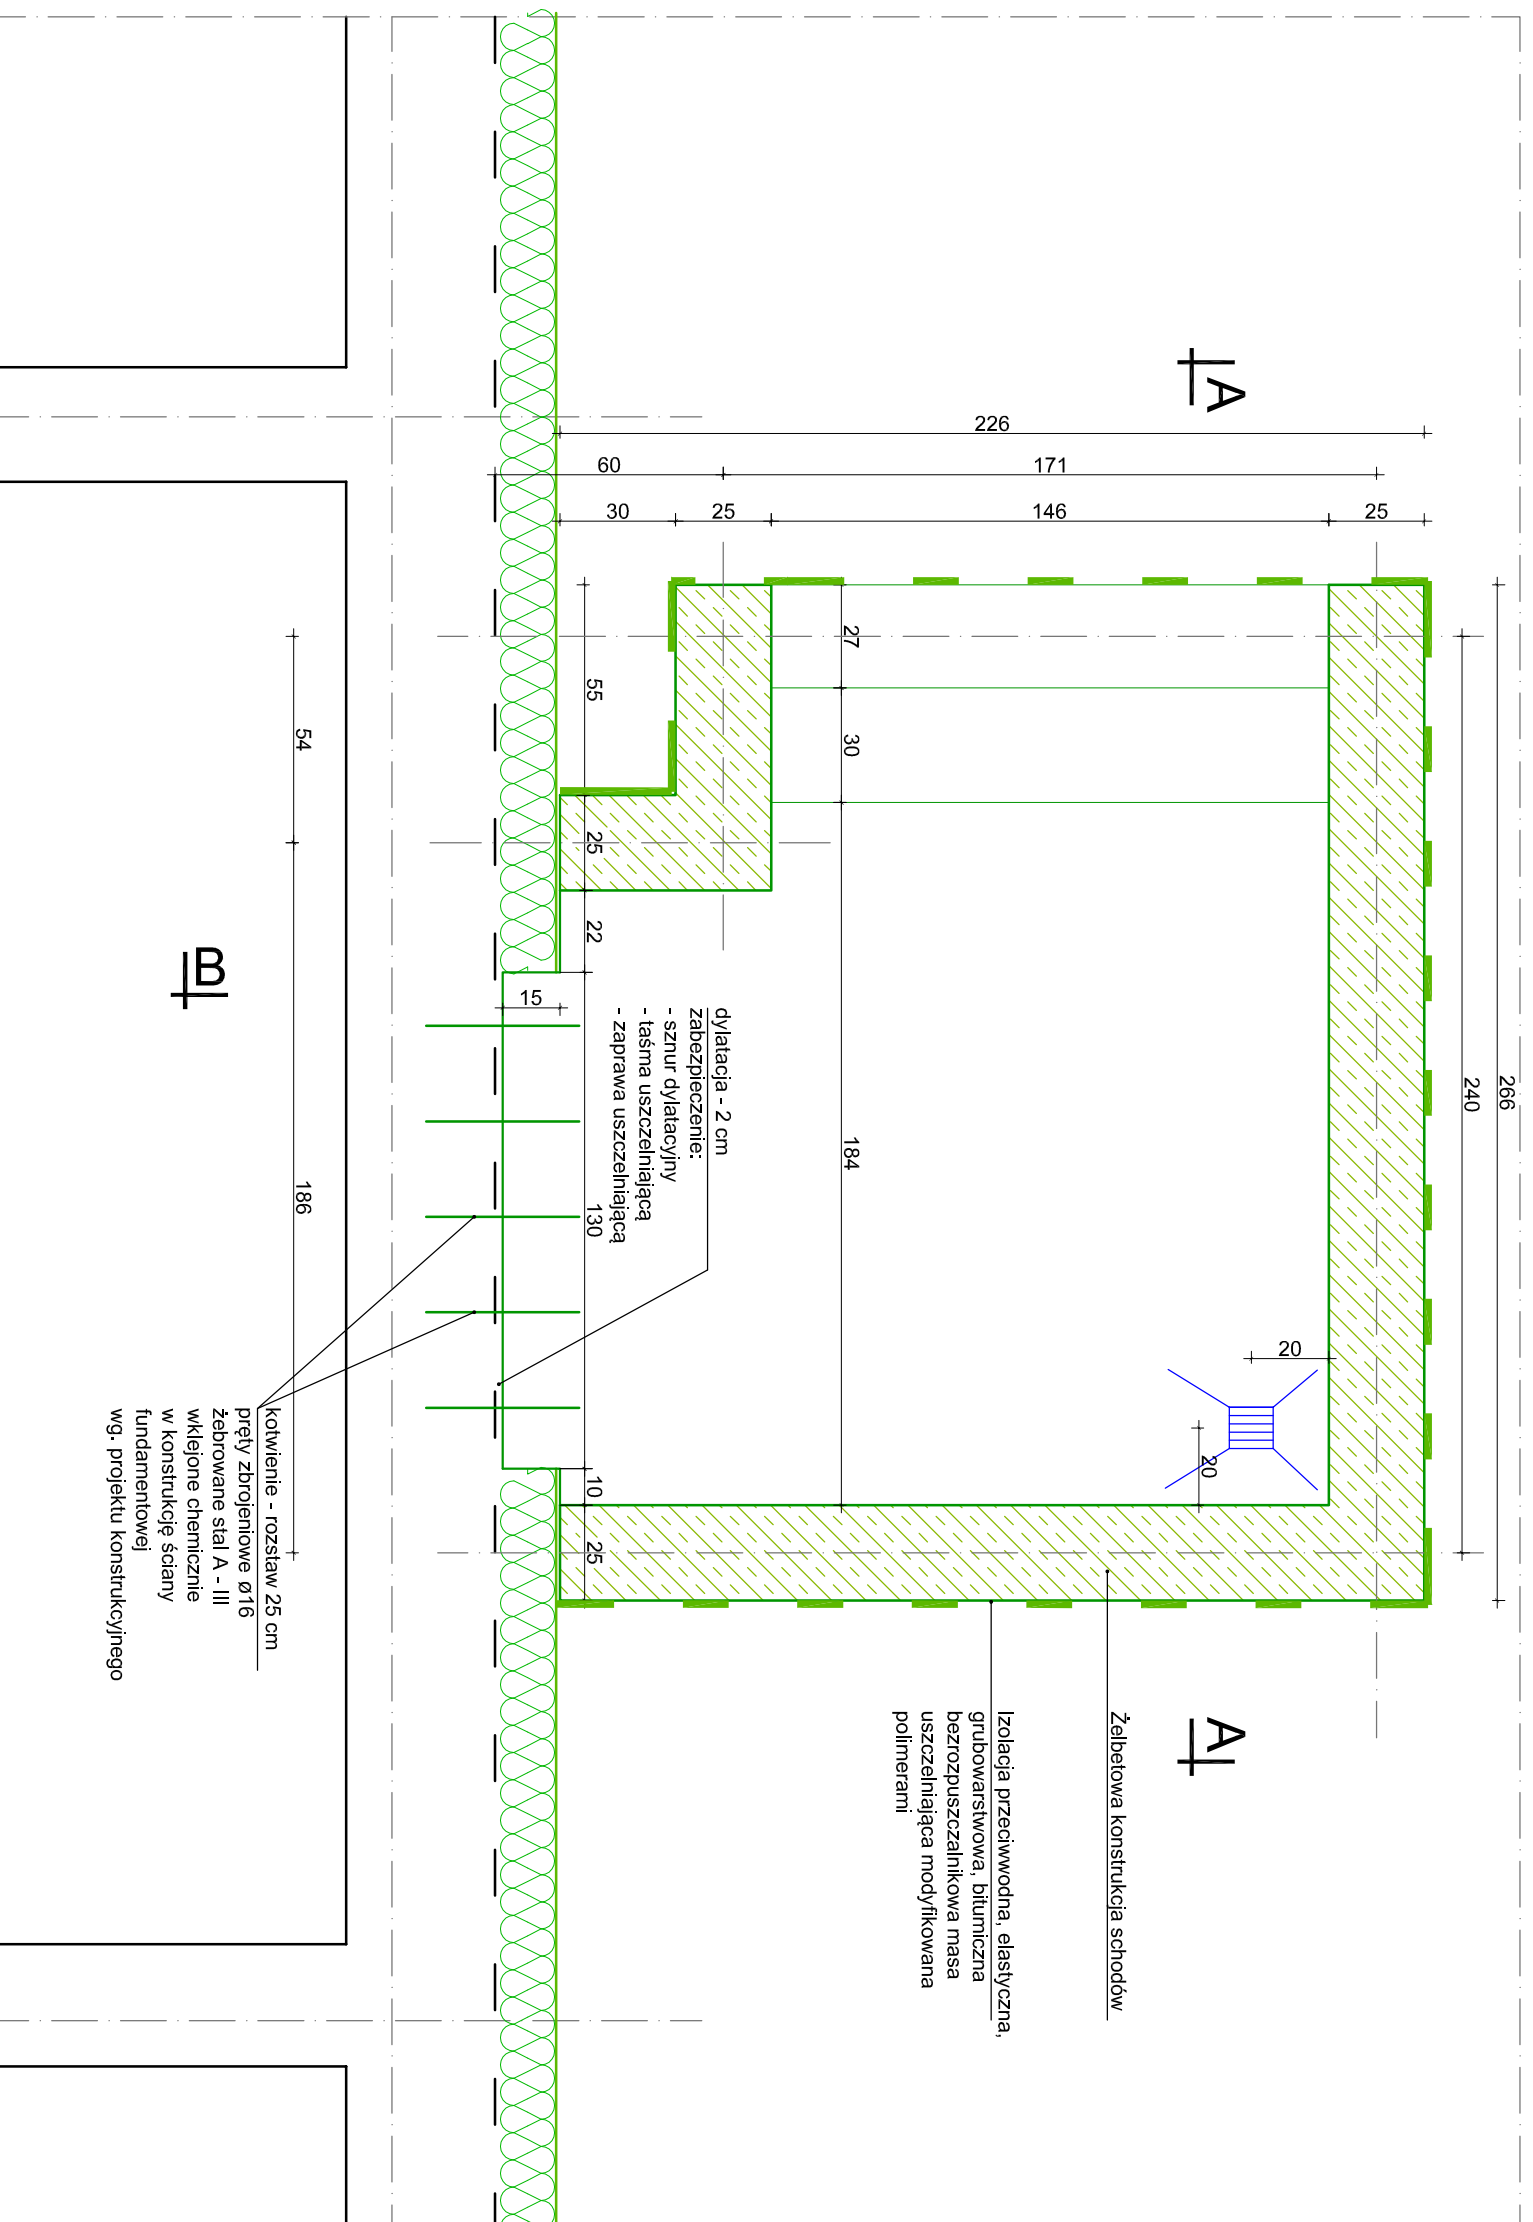 A
226
60
171
30
25
146
25
27
30
184
266
240
55
25
22
130
10
25
15
20
20
54
186
B
dylatacja - 2 cm
zabezpieczenie:
- sznur dylatacyjny
- taśma uszczelniającą
- zaprawa uszczelniającą
kotwienie - rozstaw 25 cm
pręty zbrojeniowe ø16
żebrowane stal A - III
wklejone chemicznie
w konstrukcję ściany
fundamentowej
wg. projektu konstrukcyjnego
A
Żelbetowa konstrukcja schodów
Izolacja przeciwwodna, elastyczna,
grubowarstwowa, bitumiczna
bezrozpuszczalnikowa masa
uszczelniająca modyfikowana
polimerami